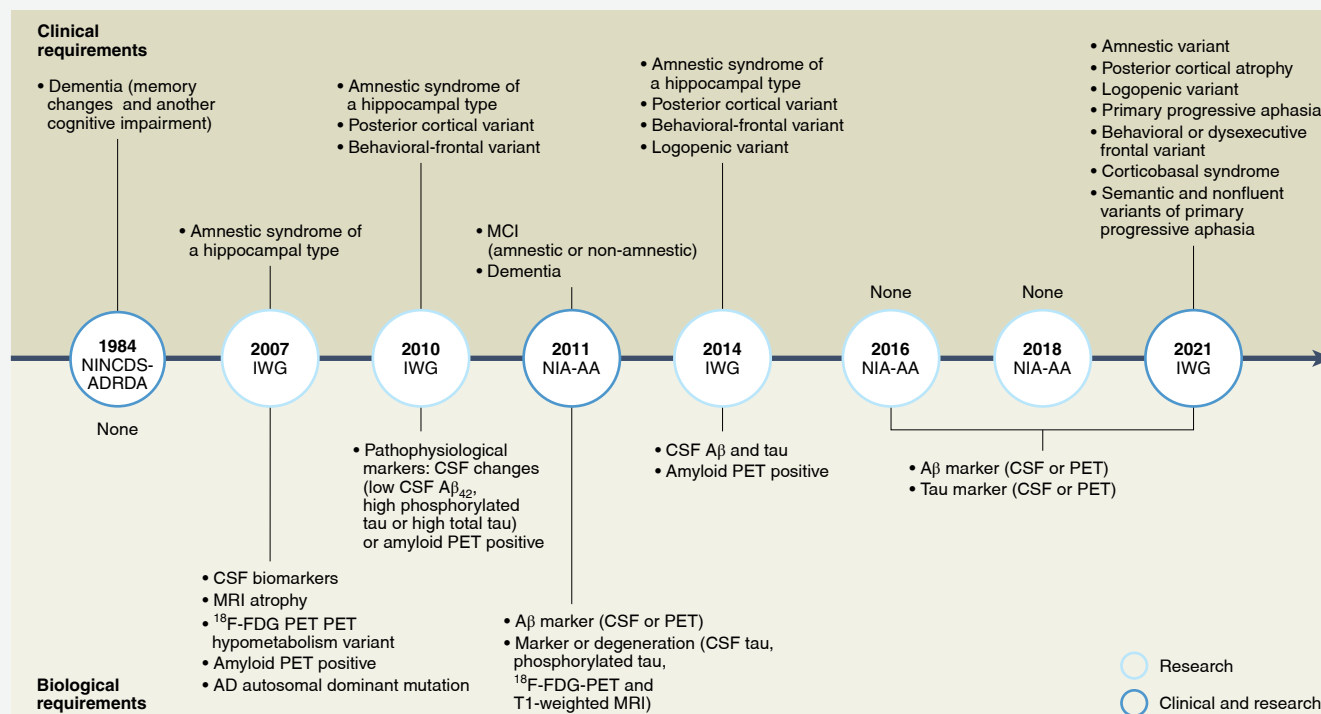 Clinical
requirements
• Dementia (memory
changes and another
cognitive impairment)
• Amnestic syndrome of
a hippocampal type
• Amnestic syndrome of
a hippocampal type
• Posterior cortical variant
• Behavioral-frontal variant
• MCI
(amnestic or non-amnestic)
• Dementia
• Amnestic syndrome of
a hippocampal type
• Posterior cortical variant
• Behavioral-frontal variant
• Logopenic variant
None
None
• Amnestic variant
• Posterior cortical atrophy
• Logopenic variant
• Primary progressive aphasia
• Behavioral or dysexecutive
frontal variant
• Corticobasal syndrome
• Semantic and nonfluent
variants of primary
progressive aphasia
1984
NINCDS-
ADRDA
2007
IWG
2010
IWG
2011
NIA-AA
2014
IWG
2016
NIA-AA
2018
NIA-AA
2021
IWG
None
• CSF biomarkers
• MRI atrophy
• ¹⁸F-FDG PET PET
hypometabolism variant
• Amyloid PET positive
• AD autosomal dominant mutation
• Pathophysiological
markers: CSF changes
(low CSF Aβ₄₂,
high phosphorylated
tau or high total tau)
or amyloid PET positive
• Aβ marker (CSF or PET)
• Marker or degeneration (CSF tau,
phosphorylated tau,
¹⁸F-FDG-PET and
T1-weighted MRI)
• CSF Aβ and tau
• Amyloid PET positive
• Aβ marker (CSF or PET)
• Tau marker (CSF or PET)
Biological
requirements
Research
Clinical and research